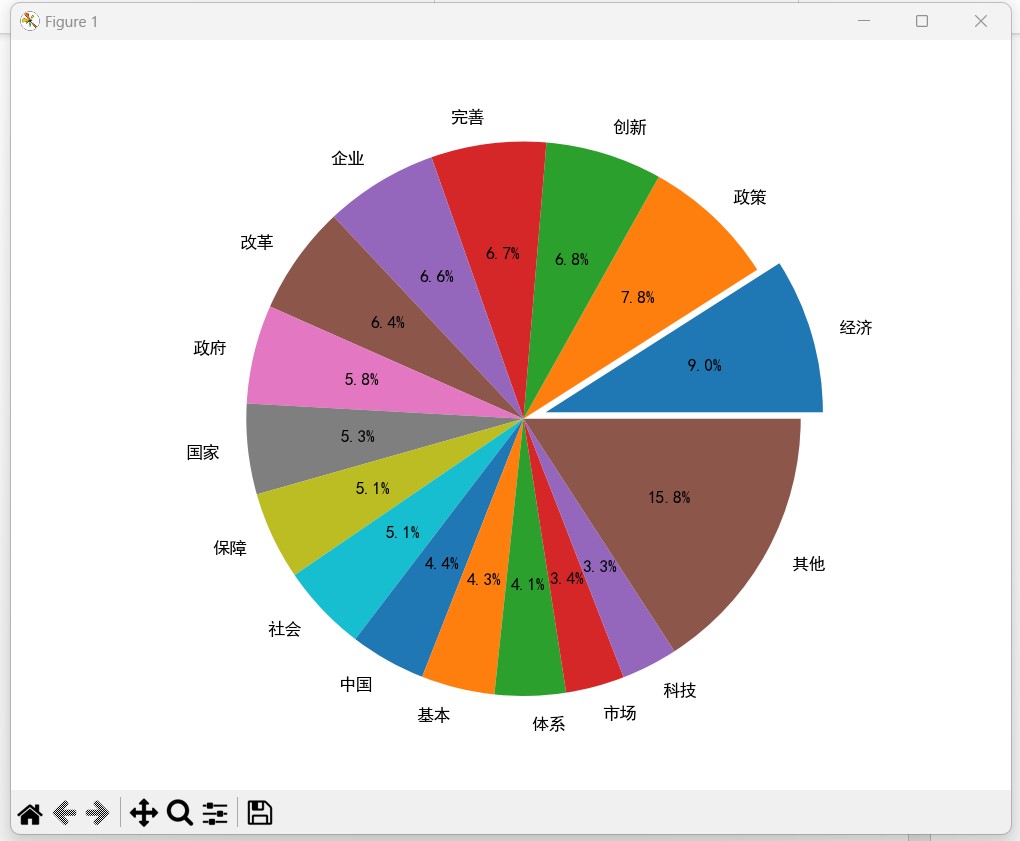 Figure 1
完善
创新
企业
政策
改革
6.7%
6.8%
6.6%
7.8%
经济
6.4%
政府
9.0%
5.8%
5.3%
国家
5.1%
15.8%
5.1%
保障
4.4%
3.3%
其他
4.3%
3.4%
4.1%
社会
中国
科技
基本
市场
体系